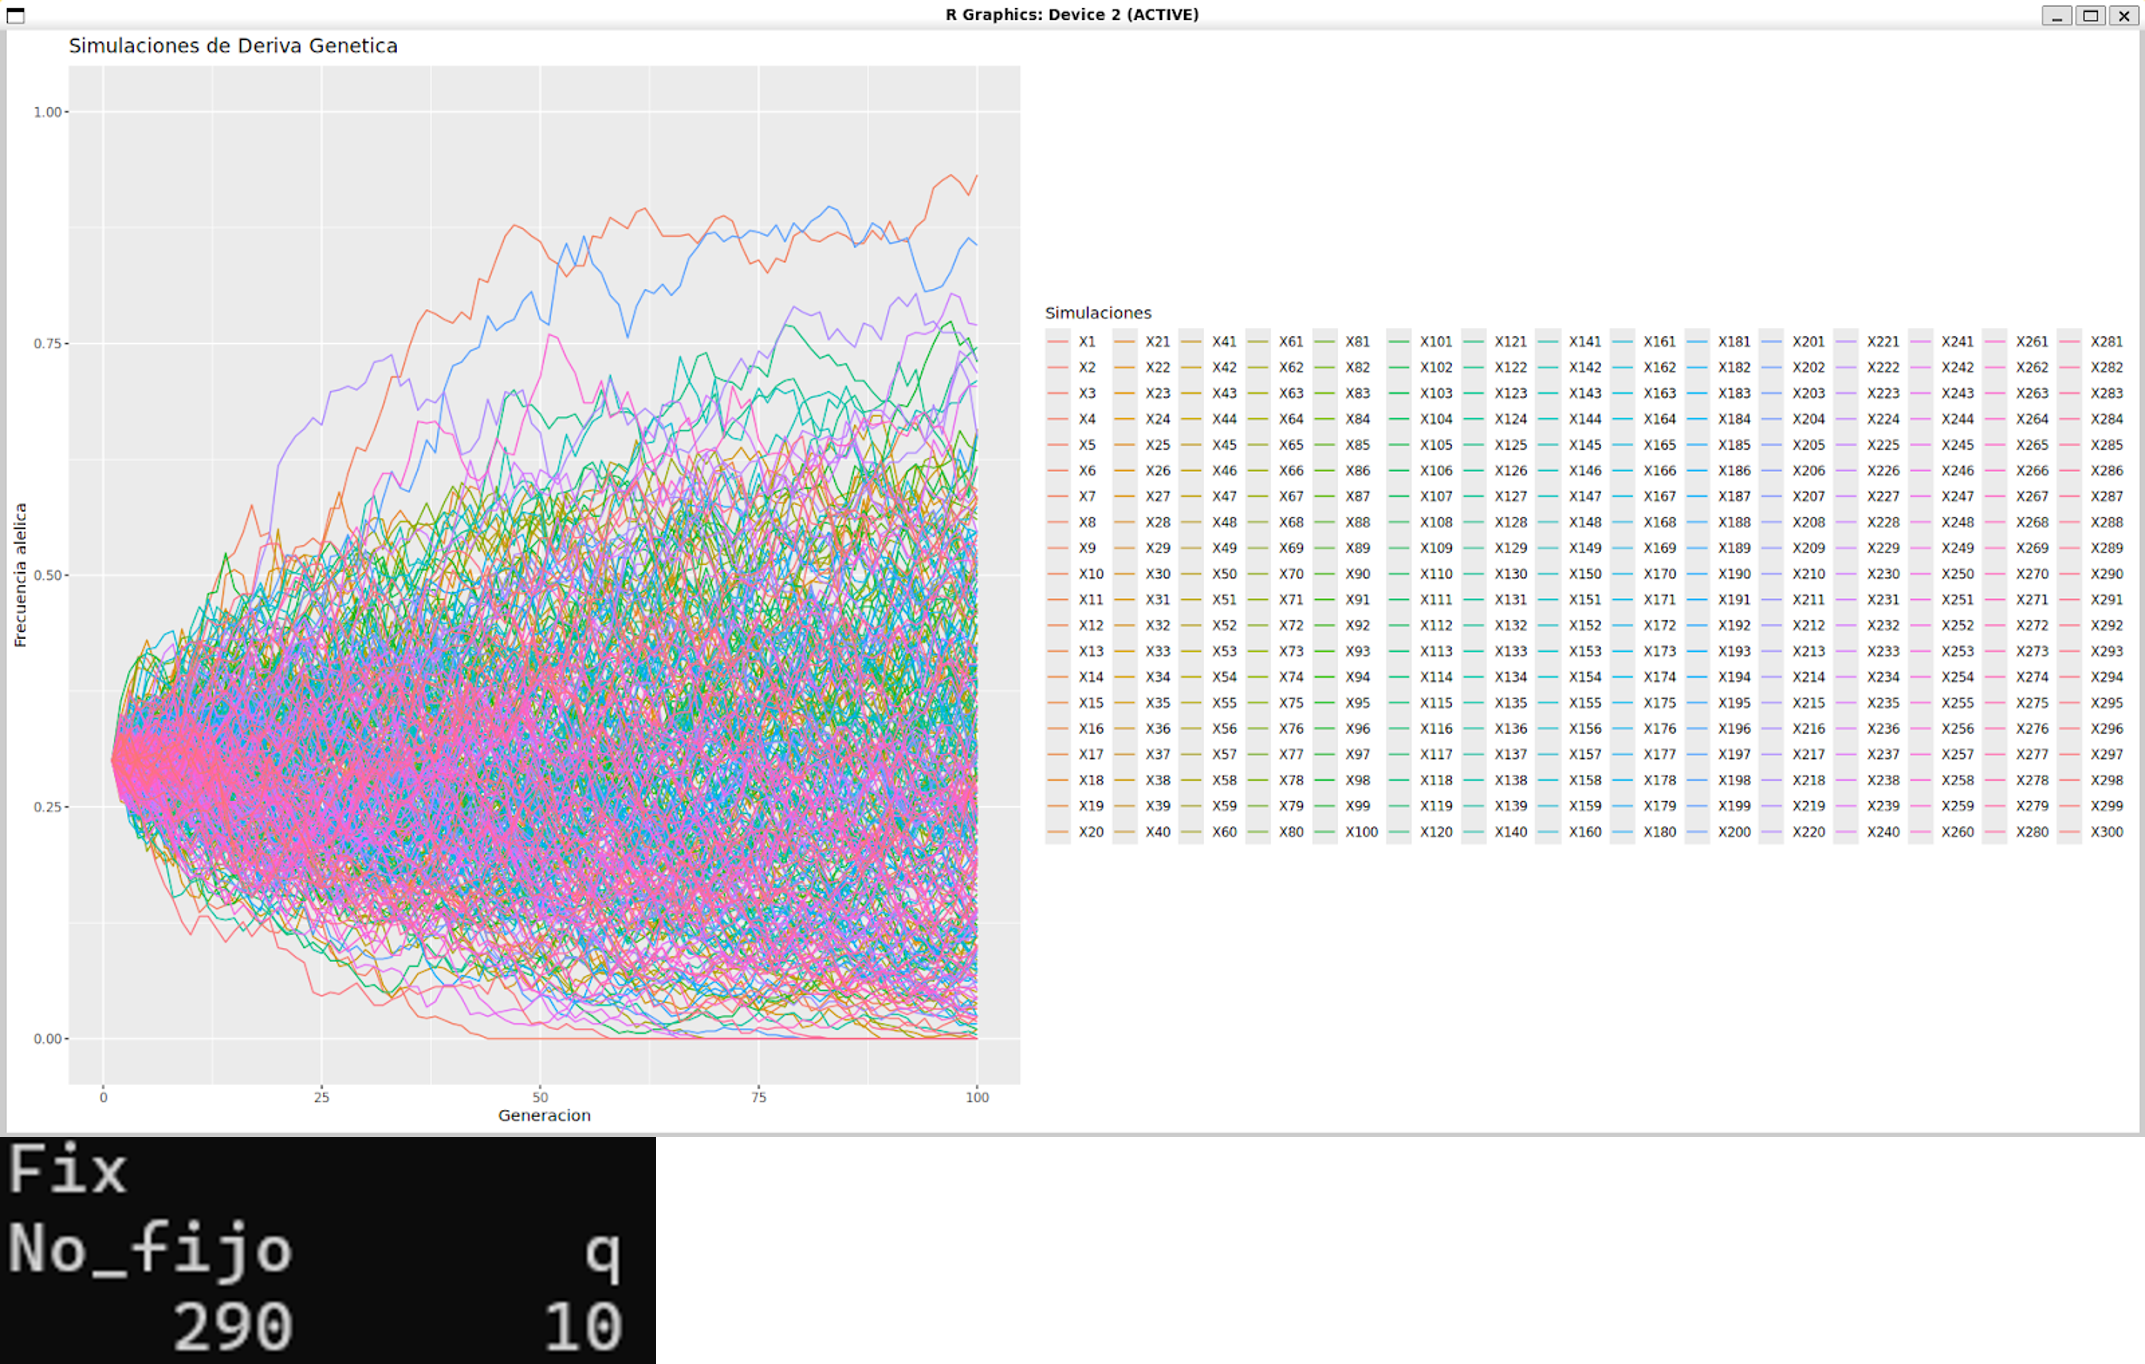 R Graphics: Device 2 (ACTIVE)
Simulaciones de Deriva Genetica
1.00
0.75
0.50
0.25
0.00
Frecuencia alelica
0 25 50 75 100
Generacion
Simulaciones
X1 X21 X41 X61 X81 X101 X121 X141 X161 X181 X201 X221 X241 X261 X281
X2 X22 X42 X62 X82 X102 X122 X142 X162 X182 X202 X222 X242 X262 X282
X3 X23 X43 X63 X83 X103 X123 X143 X163 X183 X203 X223 X243 X263 X283
X4 X24 X44 X64 X84 X104 X124 X144 X164 X184 X204 X224 X244 X264 X284
X5 X25 X45 X65 X85 X105 X125 X145 X165 X185 X205 X225 X245 X265 X285
X6 X26 X46 X66 X86 X106 X126 X146 X166 X186 X206 X226 X246 X266 X286
X7 X27 X47 X67 X87 X107 X127 X147 X167 X187 X207 X227 X247 X267 X287
X8 X28 X48 X68 X88 X108 X128 X148 X168 X188 X208 X228 X248 X268 X288
X9 X29 X49 X69 X89 X109 X129 X149 X169 X189 X209 X229 X249 X269 X289
X10 X30 X50 X70 X90 X110 X130 X150 X170 X190 X210 X230 X250 X270 X290
X11 X31 X51 X71 X91 X111 X131 X151 X171 X191 X211 X231 X251 X271 X291
X12 X32 X52 X72 X92 X112 X132 X152 X172 X192 X212 X232 X252 X272 X292
X13 X33 X53 X73 X93 X113 X133 X153 X173 X193 X213 X233 X253 X273 X293
X14 X34 X54 X74 X94 X114 X134 X154 X174 X194 X214 X234 X254 X274 X294
X15 X35 X55 X75 X95 X115 X135 X155 X175 X195 X215 X235 X255 X275 X295
X16 X36 X56 X76 X96 X116 X136 X156 X176 X196 X216 X236 X256 X276 X296
X17 X37 X57 X77 X97 X117 X137 X157 X177 X197 X217 X237 X257 X277 X297
X18 X38 X58 X78 X98 X118 X138 X158 X178 X198 X218 X238 X258 X278 X298
X19 X39 X59 X79 X99 X119 X139 X159 X179 X199 X219 X239 X259 X279 X299
X20 X40 X60 X80 X100 X120 X140 X160 X180 X200 X220 X240 X260 X280 X300
Fix
No_fijo q
290 10